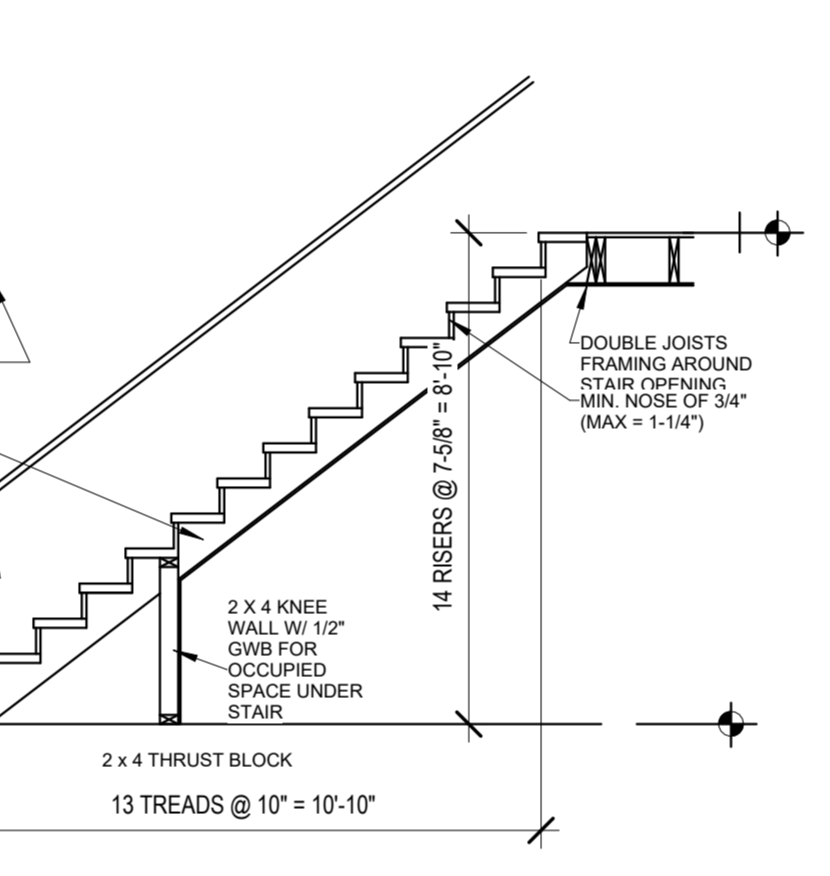 DOUBLE JOISTS
FRAMING AROUND
STAIR OPENING
MIN. NOSE OF 3/4"
(MAX = 1-1/4")
14 RISERS @ 7-5/8" = 8'-10"
2 X 4 KNEE
WALL W/ 1/2"
GWB FOR
OCCUPIED
SPACE UNDER
STAIR
2 x 4 THRUST BLOCK
13 TREADS @ 10" = 10'-10"